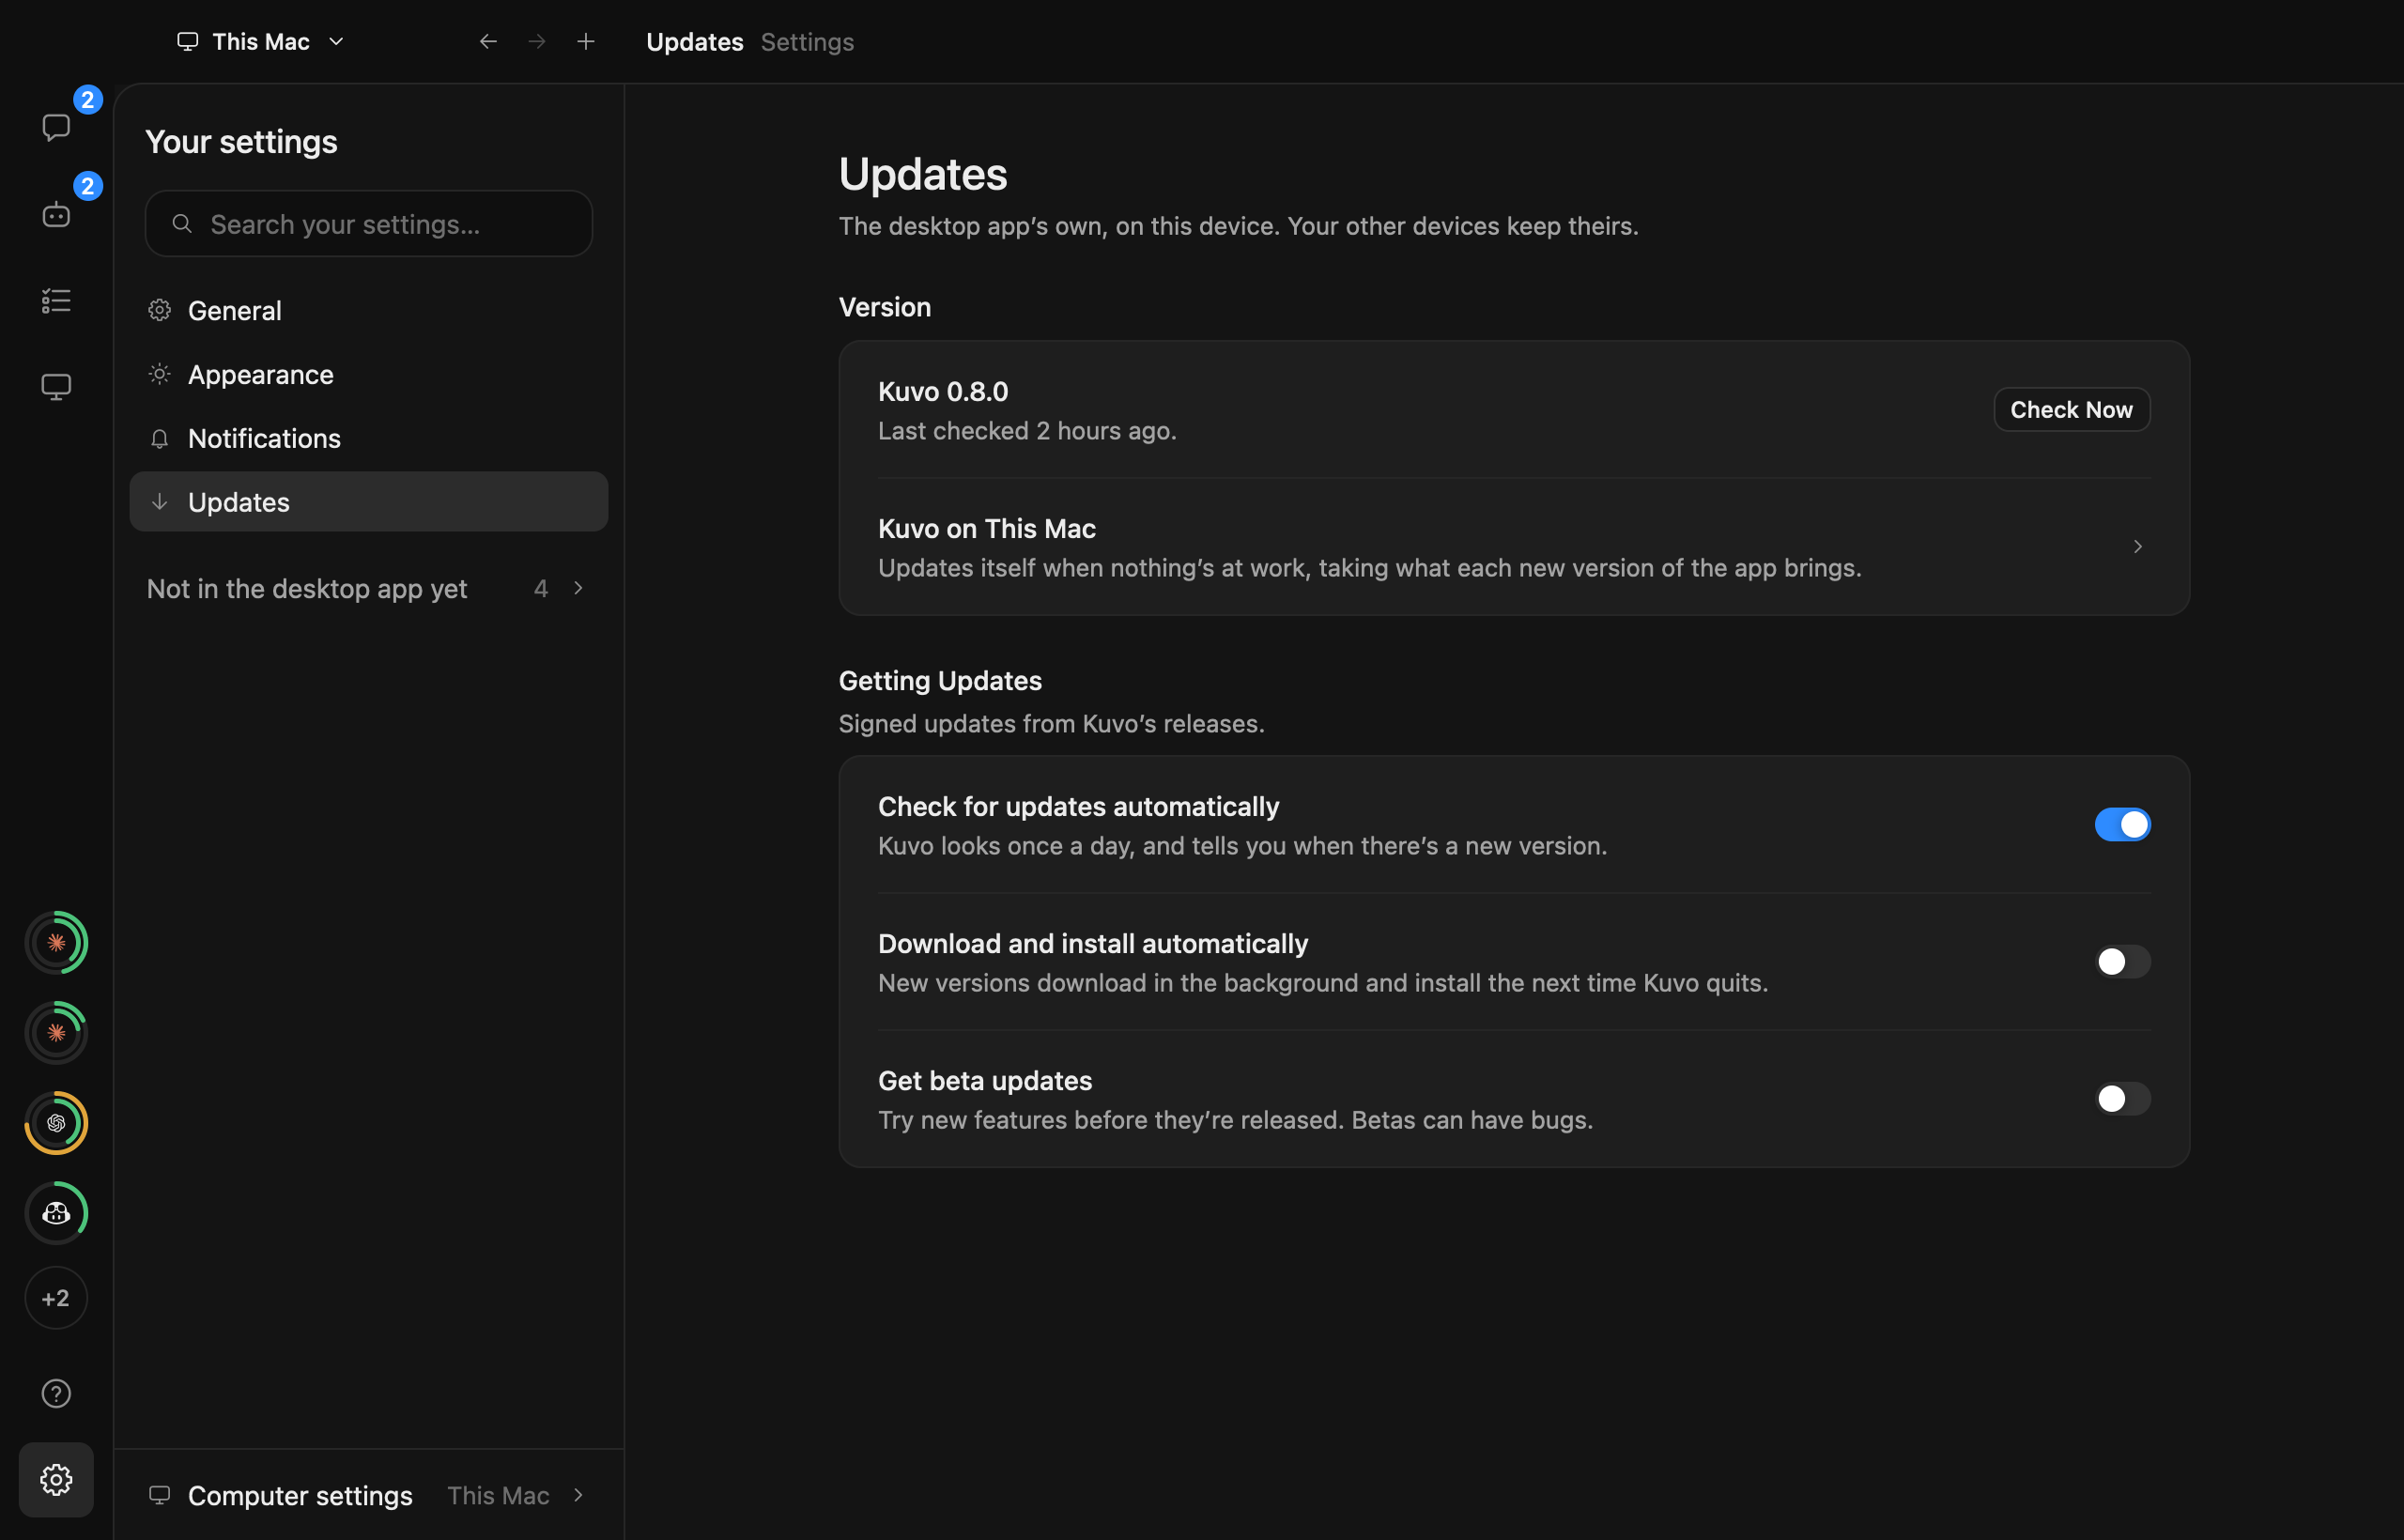 This Mac
Updates Settings
2
2
Your settings
Search your settings...
General
Appearance
Notifications
Updates
Not in the desktop app yet 4
+2
Computer settings This Mac
Updates
The desktop app’s own, on this device. Your other devices keep theirs.
Version
Kuvo 0.8.0
Last checked 2 hours ago.
Check Now
Kuvo on This Mac
Updates itself when nothing’s at work, taking what each new version of the app brings.
Getting Updates
Signed updates from Kuvo’s releases.
Check for updates automatically
Kuvo looks once a day, and tells you when there’s a new version.
Download and install automatically
New versions download in the background and install the next time Kuvo quits.
Get beta updates
Try new features before they’re released. Betas can have bugs.